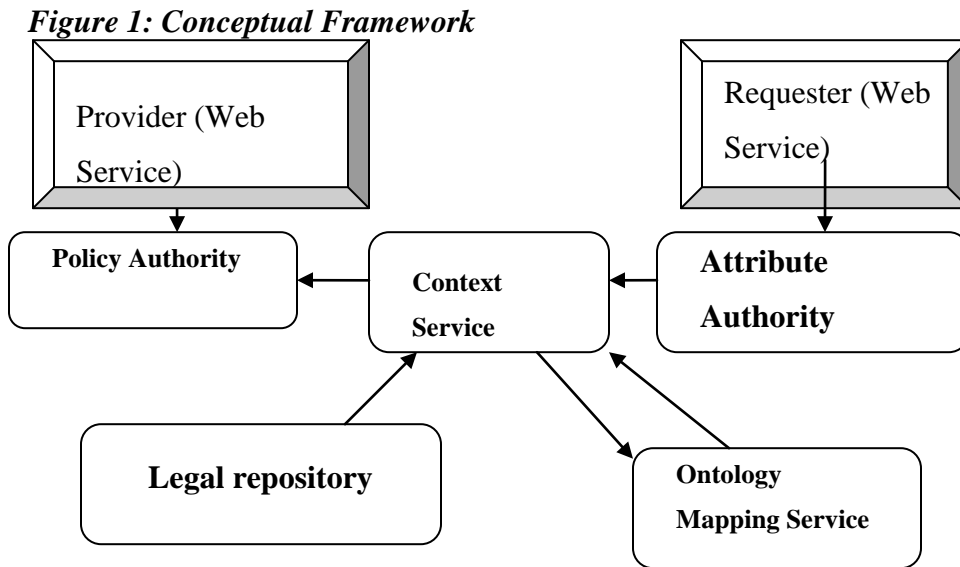 Figure 1: Conceptual Framework
Provider (Web
Service)
Requester (Web
Service)
Policy Authority
Context
Service
Attribute
Authority
Legal repository
Ontology
Mapping Service